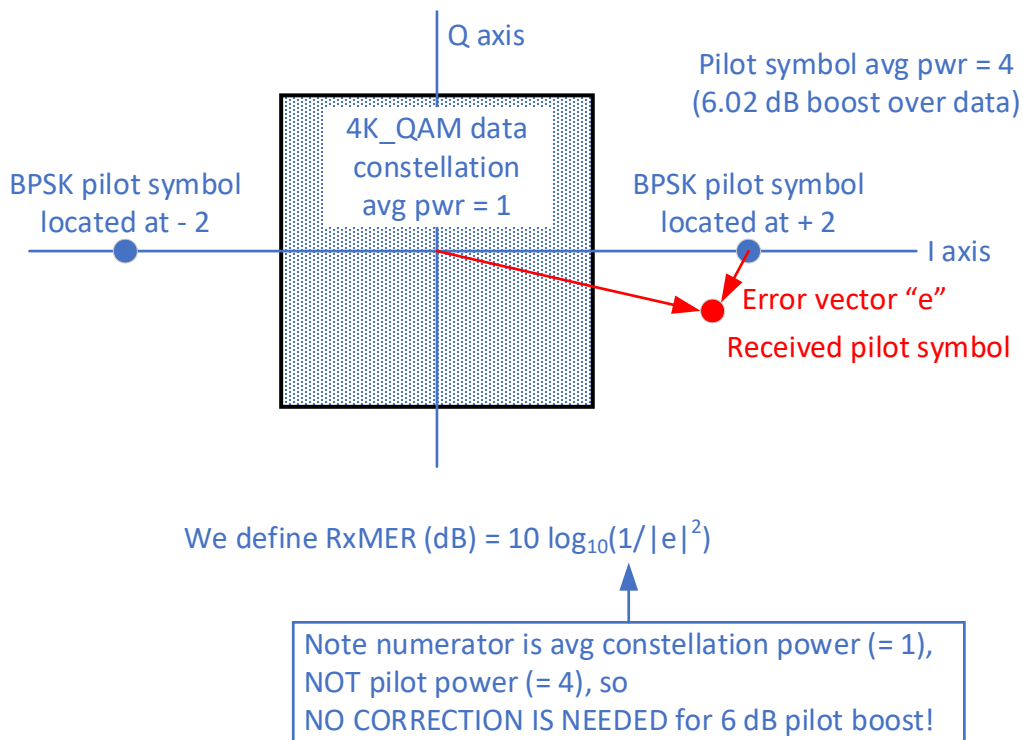 Q axis
Pilot symbol avg pwr = 4
(6.02 dB boost over data)
4K_QAM data
constellation
avg pwr = 1
BPSK pilot symbol
located at - 2
BPSK pilot symbol
located at + 2
I axis
Error vector “e”
Received pilot symbol
We define RxMER (dB) = 10 log₁₀(1/|e|²)
Note numerator is avg constellation power (= 1),
NOT pilot power (= 4), so
NO CORRECTION IS NEEDED for 6 dB pilot boost!